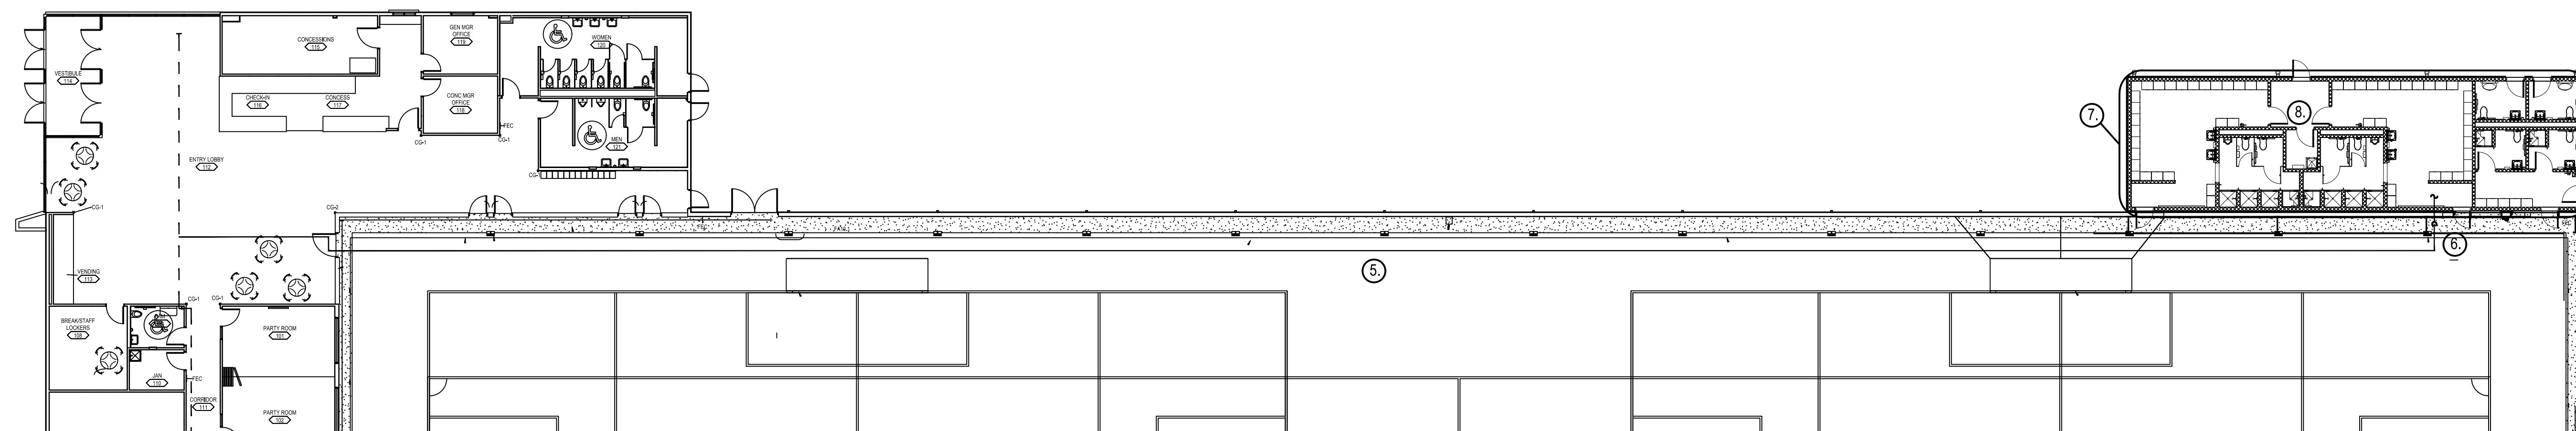 VESTIBULE
114
CONCESSIONS
115
GEN MGR
OFFICE
119
WOMEN
120
CHECK-IN
116
CONCESS
117
CONC MGR
OFFICE
118
FEC
CG-1
CG-1
MEN
121
ENTRY LOBBY
112
CG-1
CG-2
VENDING
113
CG-1
CG-1
BREAK/STAFF
LOCKERS
108
PARTY ROOM
101
JAN
110
FEC
CORRIDOR
111
PARTY ROOM
102
5.
6.
7.
8.